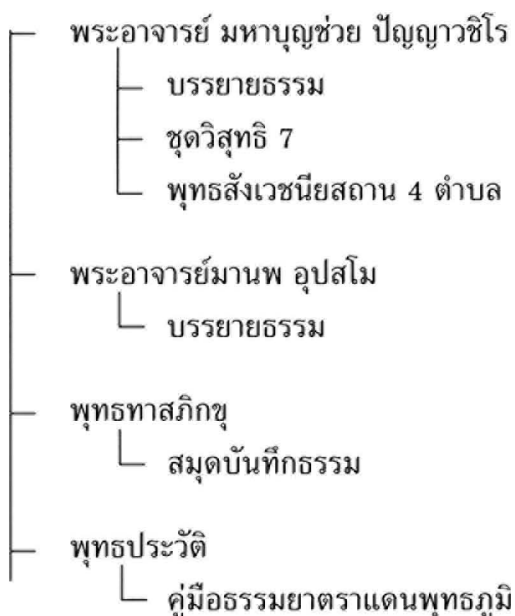 พระอาจารย์ มหาบุญช่วย ปัญญาวชิโร
บรรยายธรรม
ชุดวิสุทธิ 7
พุทธสังเวชนียสถาน 4 ตำบล
พระอาจารย์มานพ อุปสโม
บรรยายธรรม
พุทธทาสภิกขุ
สมุดบันทึกธรรม
พุทธประวัติ
คู่มือธรรมยาตราแดนพุทธภูมิ